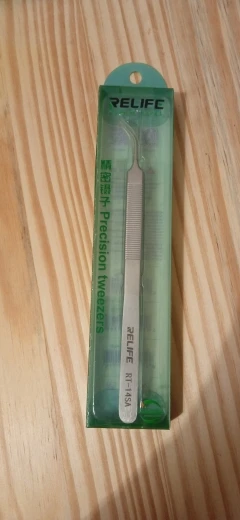 RELIFE
精密镊子 Precision tweezers
RELIFE RT-14SA